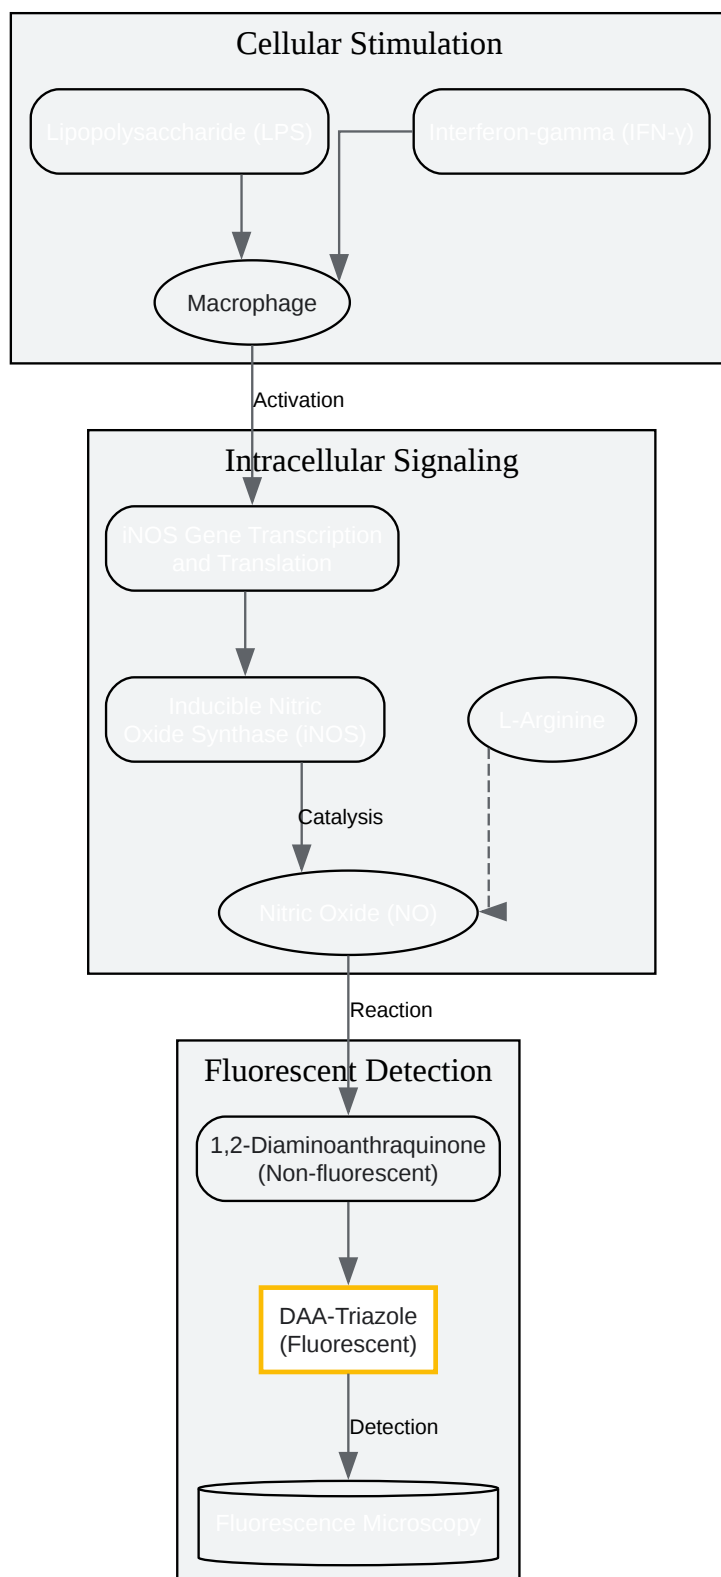 Cellular Stimulation
Lipopolysaccharide (LPS)
Interferon-gamma (IFN-γ)
Macrophage
Activation
Intracellular Signaling
iNOS Gene Transcription
and Translation
Inducible Nitric
Oxide Synthase (iNOS)
L-Arginine
Catalysis
Nitric Oxide (NO)
Reaction
Fluorescent Detection
1,2-Diaminoanthraquinone
(Non-fluorescent)
DAA-Triazole
(Fluorescent)
Detection
Fluorescence Microscopy